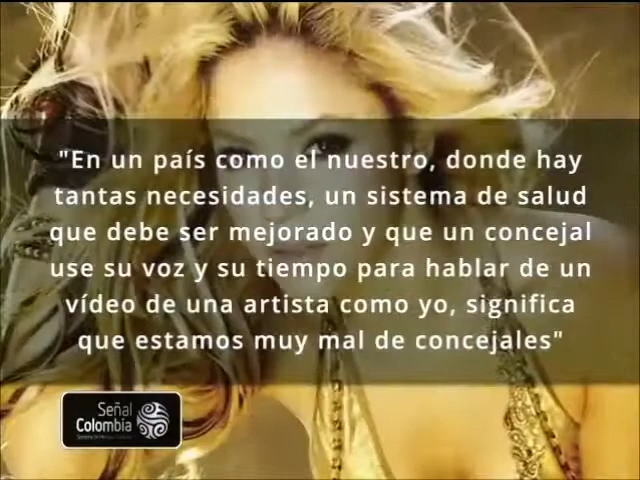 "En un país como el nuestro, donde hay
tantas necesidades, un sistema de salud
que debe ser mejorado y que un concejal
use su voz y su tiempo para hablar de un
vídeo de una artista como yo, significa
que estamos muy mal de concejales"
Señal
Colombia